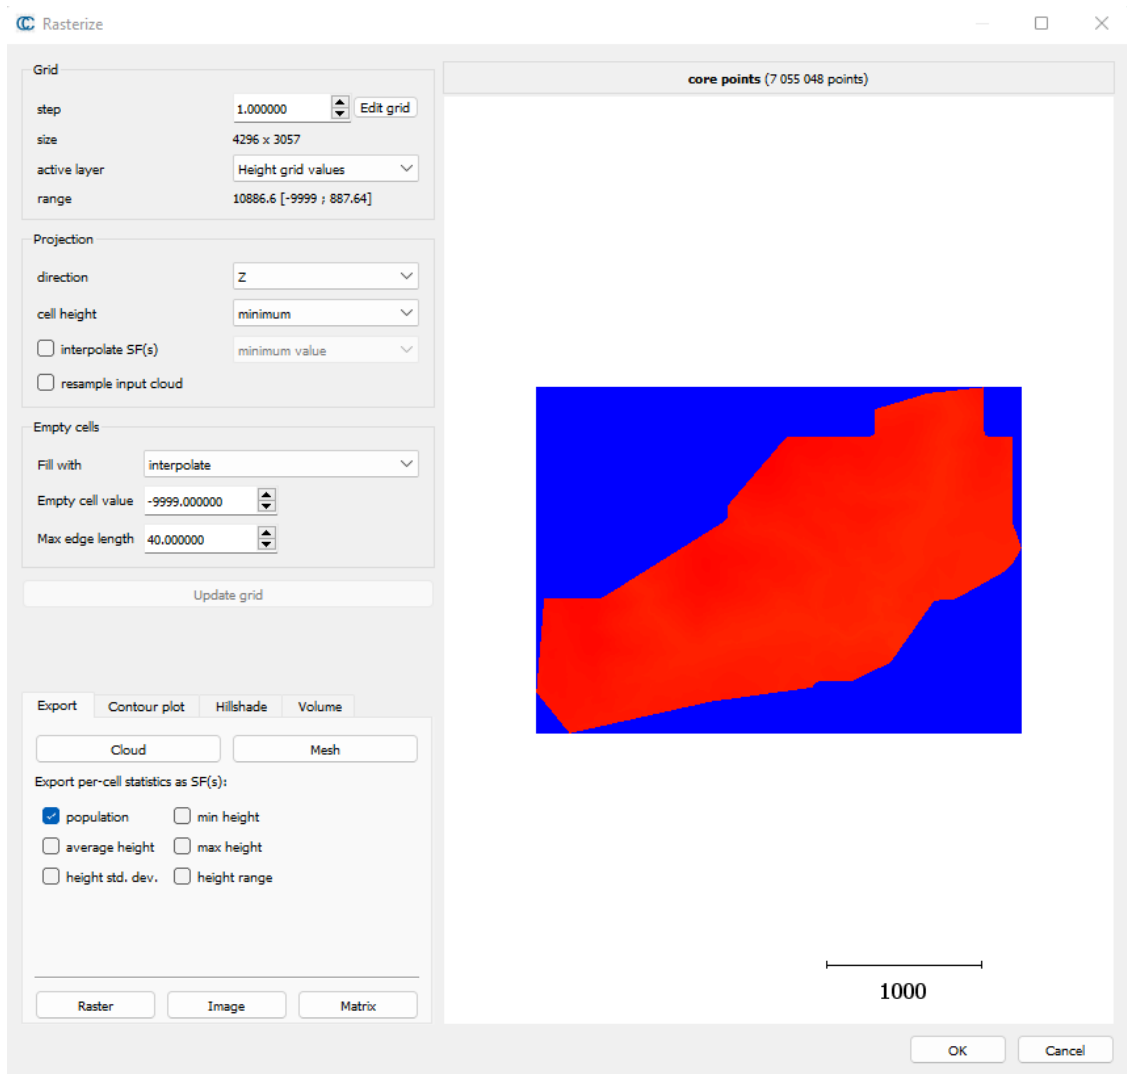 Rasterize
Grid
step 1.000000 Edit grid
size 4296 x 3057
active layer Height grid values
range 10886.6 [-9999 ; 887.64]
Projection
direction Z
cell height minimum
interpolate SF(s) minimum value
resample input cloud
Empty cells
Fill with interpolate
Empty cell value -9999.000000
Max edge length 40.000000
Update grid
Export Contour plot Hillshade Volume
Cloud Mesh
Export per-cell statistics as SF(s):
population min height
average height max height
height std. dev. height range
Raster Image Matrix
core points (7 055 048 points)
1000
OK Cancel